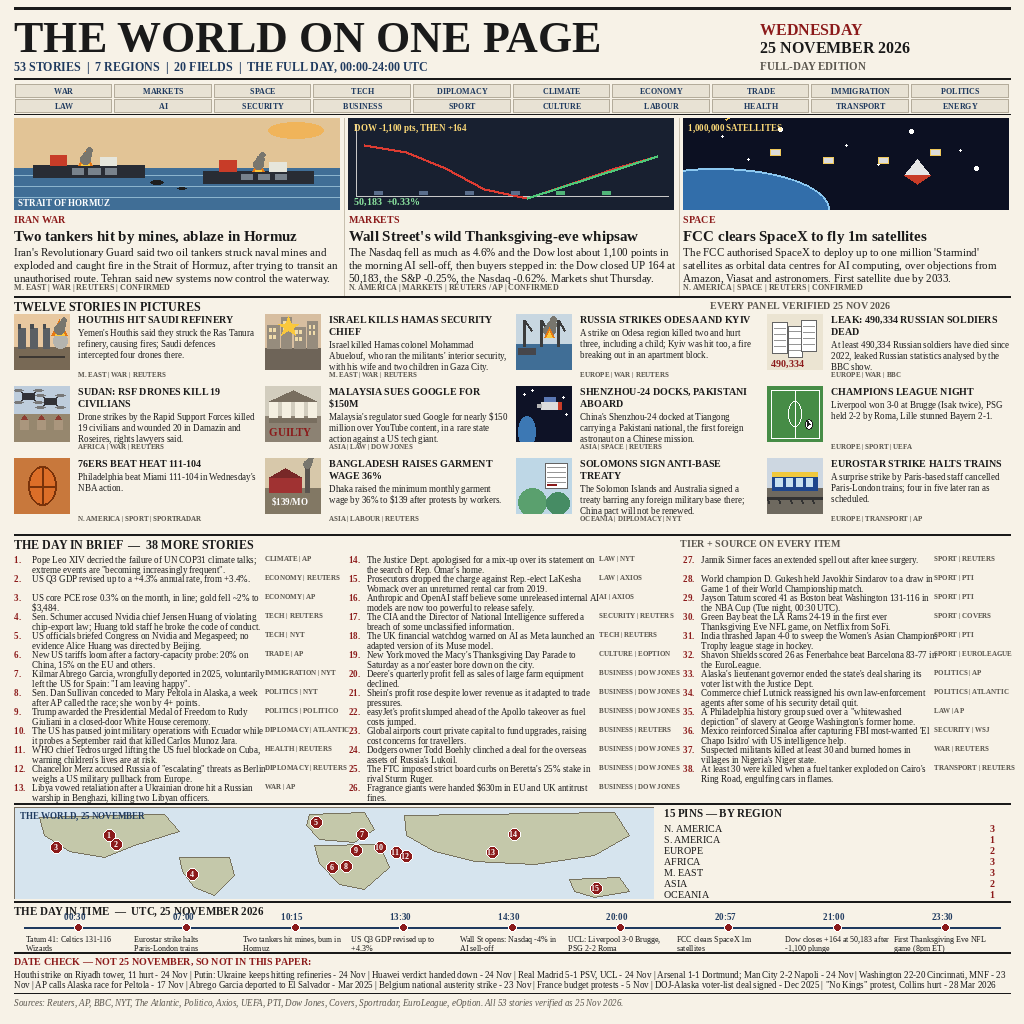 THE WORLD ON ONE PAGE
53 STORIES | 7 REGIONS | 20 FIELDS | THE FULL DAY, 00:00-24:00 UTC
WEDNESDAY
25 NOVEMBER 2026
FULL-DAY EDITION
WAR MARKETS SPACE TECH DIPLOMACY CLIMATE ECONOMY TRADE IMMIGRATION POLITICS
LAW AI SECURITY BUSINESS SPORT CULTURE LABOUR HEALTH TRANSPORT ENERGY
STRAIT OF HORMUZ
IRAN WAR
Two tankers hit by mines, ablaze in Hormuz
Iran's Revolutionary Guard said two oil tankers struck naval mines and
exploded and caught fire in the Strait of Hormuz, after trying to transit an
unauthorised route. Tehran said new systems now control the waterway.
M. EAST | WAR | REUTERS | CONFIRMED
DOW -1,100 pts, THEN +164
50,183 +0.33%
MARKETS
Wall Street's wild Thanksgiving-eve whipsaw
The Nasdaq fell as much as 4.6% and the Dow lost about 1,100 points in
the morning AI sell-off, then buyers stepped in: the Dow closed UP 164 at
50,183, the S&P -0.25%, the Nasdaq -0.62%. Markets shut Thursday.
N. AMERICA | MARKETS | REUTERS / AP | CONFIRMED
1,000,000 SATELLITES
SPACE
FCC clears SpaceX to fly 1m satellites
The FCC authorised SpaceX to deploy up to one million 'Starmind'
satellites as orbital data centres for AI computing, over objections from
Amazon, Viasat and astronomers. First satellite due by 2033.
N. AMERICA | SPACE | REUTERS | CONFIRMED
TWELVE STORIES IN PICTURES
EVERY PANEL VERIFIED 25 NOV 2026
HOUTHIS HIT SAUDI REFINERY
Yemen's Houthis said they struck the Ras Tanura
refinery, causing fires; Saudi defences
intercepted four drones there.
M. EAST | WAR | REUTERS
ISRAEL KILLS HAMAS SECURITY
CHIEF
Israel killed Hamas colonel Mohammad
Abuelouf, who ran the militants' interior security,
with his wife and two children in Gaza City.
M. EAST | WAR | REUTERS
RUSSIA STRIKES ODESA AND KYIV
A strike on Odesa region killed two and hurt
three, including a child; Kyiv was hit too, a fire
breaking out in an apartment block.
EUROPE | WAR | REUTERS
490,334
LEAK: 490,334 RUSSIAN SOLDIERS
DEAD
At least 490,334 Russian soldiers have died since
2022, leaked Russian statistics analysed by the
BBC show.
EUROPE | WAR | BBC
SUDAN: RSF DRONES KILL 19
CIVILIANS
Drone strikes by the Rapid Support Forces killed
19 civilians and wounded 20 in Damazin and
Roseires, rights lawyers said.
AFRICA | WAR | REUTERS
GUILTY
MALAYSIA SUES GOOGLE FOR
$150M
Malaysia's regulator sued Google for nearly $150
million over YouTube content, in a rare state
action against a US tech giant.
ASIA | LAW | DOW JONES
SHENZHOU-24 DOCKS, PAKISTANI
ABOARD
China's Shenzhou-24 docked at Tiangong
carrying a Pakistani national, the first foreign
astronaut on a Chinese mission.
ASIA | SPACE | REUTERS
CHAMPIONS LEAGUE NIGHT
Liverpool won 3-0 at Brugge (Isak twice), PSG
held 2-2 by Roma, Lille stunned Bayern 2-1.
EUROPE | SPORT | UEFA
76ERS BEAT HEAT 111-104
Philadelphia beat Miami 111-104 in Wednesday's
NBA action.
N. AMERICA | SPORT | SPORTRADAR
$139/MO
BANGLADESH RAISES GARMENT
WAGE 36%
Dhaka raised the minimum monthly garment
wage by 36% to $139 after protests by workers.
ASIA | LABOUR | REUTERS
SOLOMONS SIGN ANTI-BASE
TREATY
The Solomon Islands and Australia signed a
treaty barring any foreign military base there;
China pact will not be renewed.
OCEANIA | DIPLOMACY | NYT
EUROSTAR STRIKE HALTS TRAINS
A surprise strike by Paris-based staff cancelled
Paris-London trains; four in five later ran as
scheduled.
EUROPE | TRANSPORT | AP
THE DAY IN BRIEF — 38 MORE STORIES
TIER + SOURCE ON EVERY ITEM
1. Pope Leo XIV decried the failure of UN COP31 climate talks; CLIMATE | AP
extreme events are "becoming increasingly frequent".
2. US Q3 GDP revised up to +4.3% annual rate, from +3.4%. ECONOMY | REUTERS
3. US core PCE rose 0.3% on the month, in line; gold fell ~2% to ECONOMY | AP
$3,484.
4. Sen. Schumer accused Nvidia chief Jensen Huang of violating TECH | REUTERS
chip-export law; Huang told staff he broke the code of conduct.
5. US officials briefed Congress on Nvidia and Megaspeed; no TECH | NYT
evidence Alice Huang was directed by Beijing.
6. New US tariffs loom after a factory-capacity probe: 20% on TRADE | AP
China, 15% on the EU and others.
7. Kilmar Abrego Garcia, wrongfully deported in 2025, voluntarily IMMIGRATION | NYT
left the US for Spain: "I am leaving happy".
8. Sen. Dan Sullivan conceded to Mary Peltola in Alaska, a week POLITICS | NYT
after AP called the race; she won by 4+ points.
9. Trump awarded the Presidential Medal of Freedom to Rudy POLITICS | POLITICO
Giuliani in a closed-door White House ceremony.
10. The US has paused joint military operations with Ecuador while DIPLOMACY | ATLANTIC
it probes a September raid that killed Carlos Munoz Jara.
11. WHO chief Tedros urged lifting the US fuel blockade on Cuba, HEALTH | REUTERS
warning children's lives are at risk.
12. Chancellor Merz accused Russia of "escalating" threats as Berlin DIPLOMACY | REUTERS
weighs a US military pullback from Europe.
13. Libya vowed retaliation after a Ukrainian drone hit a Russian WAR | AP
warship in Benghazi, killing two Libyan officers.
14. The Justice Dept. apologised for a mix-up over its statement on LAW | NYT
the search of Rep. Omar's home.
15. Prosecutors dropped the charge against Rep.-elect LaKesha LAW | AXIOS
Womack over an unreturned rental car from 2019.
16. Anthropic and OpenAI staff believe some unreleased internal AI AI | AXIOS
models are now too powerful to release safely.
17. The CIA and the Director of National Intelligence suffered a SECURITY | REUTERS
breach of some unclassified information.
18. The UK financial watchdog warned on AI as Meta launched an TECH | REUTERS
adapted version of its Muse model.
19. New York moved the Macy's Thanksgiving Day Parade to CULTURE | EOPTION
Saturday as a nor'easter bore down on the city.
20. Deere's quarterly profit fell as sales of large farm equipment BUSINESS | DOW JONES
declined.
21. Shein's profit rose despite lower revenue as it adapted to trade BUSINESS | DOW JONES
pressures.
22. easyJet's profit slumped ahead of the Apollo takeover as fuel BUSINESS | DOW JONES
costs jumped.
23. Global airports court private capital to fund upgrades, raising BUSINESS | REUTERS
cost concerns for travellers.
24. Dodgers owner Todd Boehly clinched a deal for the overseas BUSINESS | DOW JONES
assets of Russia's Lukoil.
25. The FTC imposed strict board curbs on Beretta's 25% stake in BUSINESS | DOW JONES
rival Sturm Ruger.
26. Fragrance giants were handed $630m in EU and UK antitrust BUSINESS | DOW JONES
fines.
27. Jannik Sinner faces an extended spell out after knee surgery. SPORT | REUTERS
28. World champion D. Gukesh held Javokhir Sindarov to a draw in SPORT | PTI
Game 1 of their World Championship match.
29. Jayson Tatum scored 41 as Boston beat Washington 131-116 in SPORT | PTI
the NBA Cup (Tue night, 00:30 UTC).
30. Green Bay beat the LA Rams 24-19 in the first ever SPORT | COVERS
Thanksgiving Eve NFL game, on Netflix from SoFi.
31. India thrashed Japan 4-0 to sweep the Women's Asian Champions SPORT | PTI
Trophy league stage in hockey.
32. Shavon Shields scored 26 as Fenerbahce beat Barcelona 83-77 in SPORT | EUROLEAGUE
the EuroLeague.
33. Alaska's lieutenant governor ended the state's deal sharing its POLITICS | AP
voter list with the Justice Dept.
34. Commerce chief Lutnick reassigned his own law-enforcement POLITICS | ATLANTIC
agents after some of his security detail quit.
35. A Philadelphia history group sued over a "whitewashed LAW | AP
depiction" of slavery at George Washington's former home.
36. Mexico reinforced Sinaloa after capturing FBI most-wanted 'El SECURITY | WSJ
Chapo Isidro' with US intelligence help.
37. Suspected militants killed at least 30 and burned homes in WAR | REUTERS
villages in Nigeria's Niger state.
38. At least 30 were killed when a fuel tanker exploded on Cairo's TRANSPORT | REUTERS
Ring Road, engulfing cars in flames.
THE WORLD, 25 NOVEMBER
1
2
3
4
5
6
7
8
9
10
11
12
13
14
15
15 PINS — BY REGION
N. AMERICA 3
S. AMERICA 1
EUROPE 2
AFRICA 3
M. EAST 3
ASIA 2
OCEANIA 1
THE DAY IN TIME — UTC, 25 NOVEMBER 2026
00:30 07:00 10:15 13:30 14:30 20:00 20:57 21:00 23:30
Tatum 41: Celtics 131-116 Eurostar strike halts Two tankers hit mines, burn in US Q3 GDP revised up to Wall St opens: Nasdaq -4% in UCL: Liverpool 3-0 Brugge, FCC clears SpaceX 1m Dow closes +164 at 50,183 after First Thanksgiving Eve NFL
Wizards Paris-London trains Hormuz +4.3% AI sell-off PSG 2-2 Roma satellites -1,100 plunge game (8pm ET)
DATE CHECK — NOT 25 NOVEMBER, SO NOT IN THIS PAPER:
Houthi strike on Riyadh tower, 11 hurt - 24 Nov | Putin: Ukraine keeps hitting refineries - 24 Nov | Huawei verdict handed down - 24 Nov | Real Madrid 5-1 PSV, UCL - 24 Nov | Arsenal 1-1 Dortmund; Man City 2-2 Napoli - 24 Nov | Washington 22-20 Cincinnati, MNF - 23
Nov | AP calls Alaska race for Peltola - 17 Nov | Abrego Garcia deported to El Salvador - Mar 2025 | Belgium national austerity strike - 23 Nov | France budget protests - 5 Nov | DOJ-Alaska voter-list deal signed - Dec 2025 | "No Kings" protest, Collins hurt - 28 Mar 2026
Sources: Reuters, AP, BBC, NYT, The Atlantic, Politico, Axios, UEFA, PTI, Dow Jones, Covers, Sportradar, EuroLeague, eOption. All 53 stories verified as 25 Nov 2026.